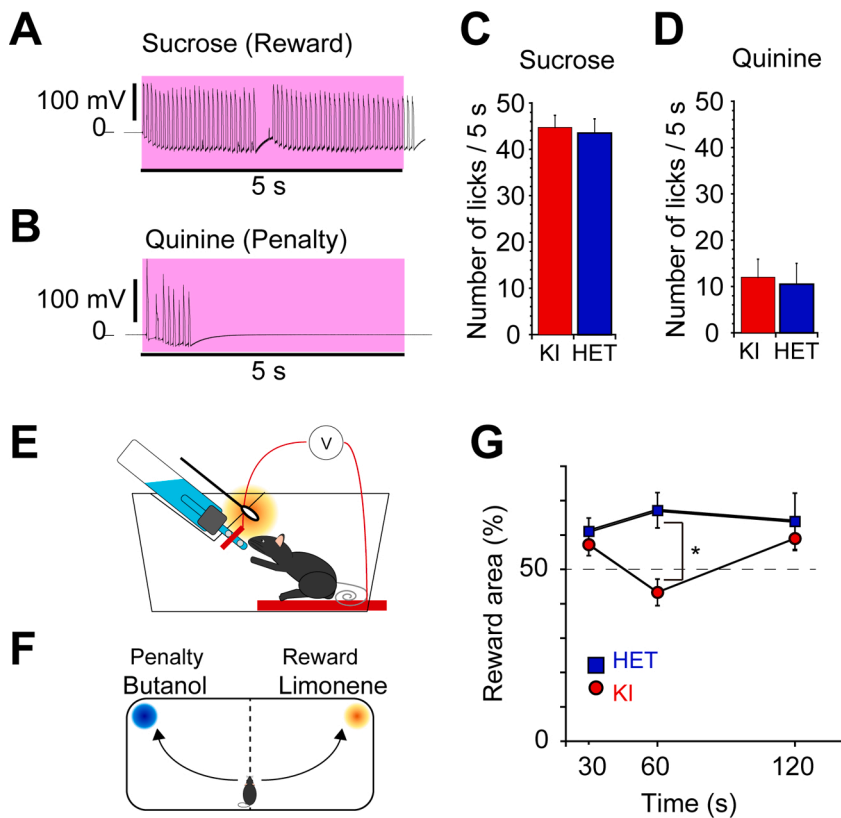 A
Sucrose (Reward)
100 mV
0
5 s
B
Quinine (Penalty)
100 mV
0
5 s
C
Sucrose
Number of licks / 5 s
50
40
30
20
10
0
KI HET
D
Quinine
Number of licks / 5 s
50
40
30
20
10
0
KI HET
E
V
F
Penalty Reward
Butanol Limonene
G
Reward area (%)
50
0
*
HET
KI
30 60 120
Time (s)